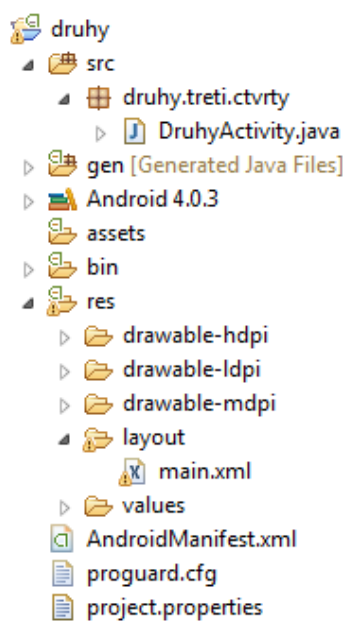 druhy
src
druhy.treti.ctvrty
DruhyActivity.java
gen [Generated Java Files]
Android 4.0.3
assets
bin
res
drawable-hdpi
drawable-ldpi
drawable-mdpi
layout
main.xml
values
AndroidManifest.xml
proguard.cfg
project.properties